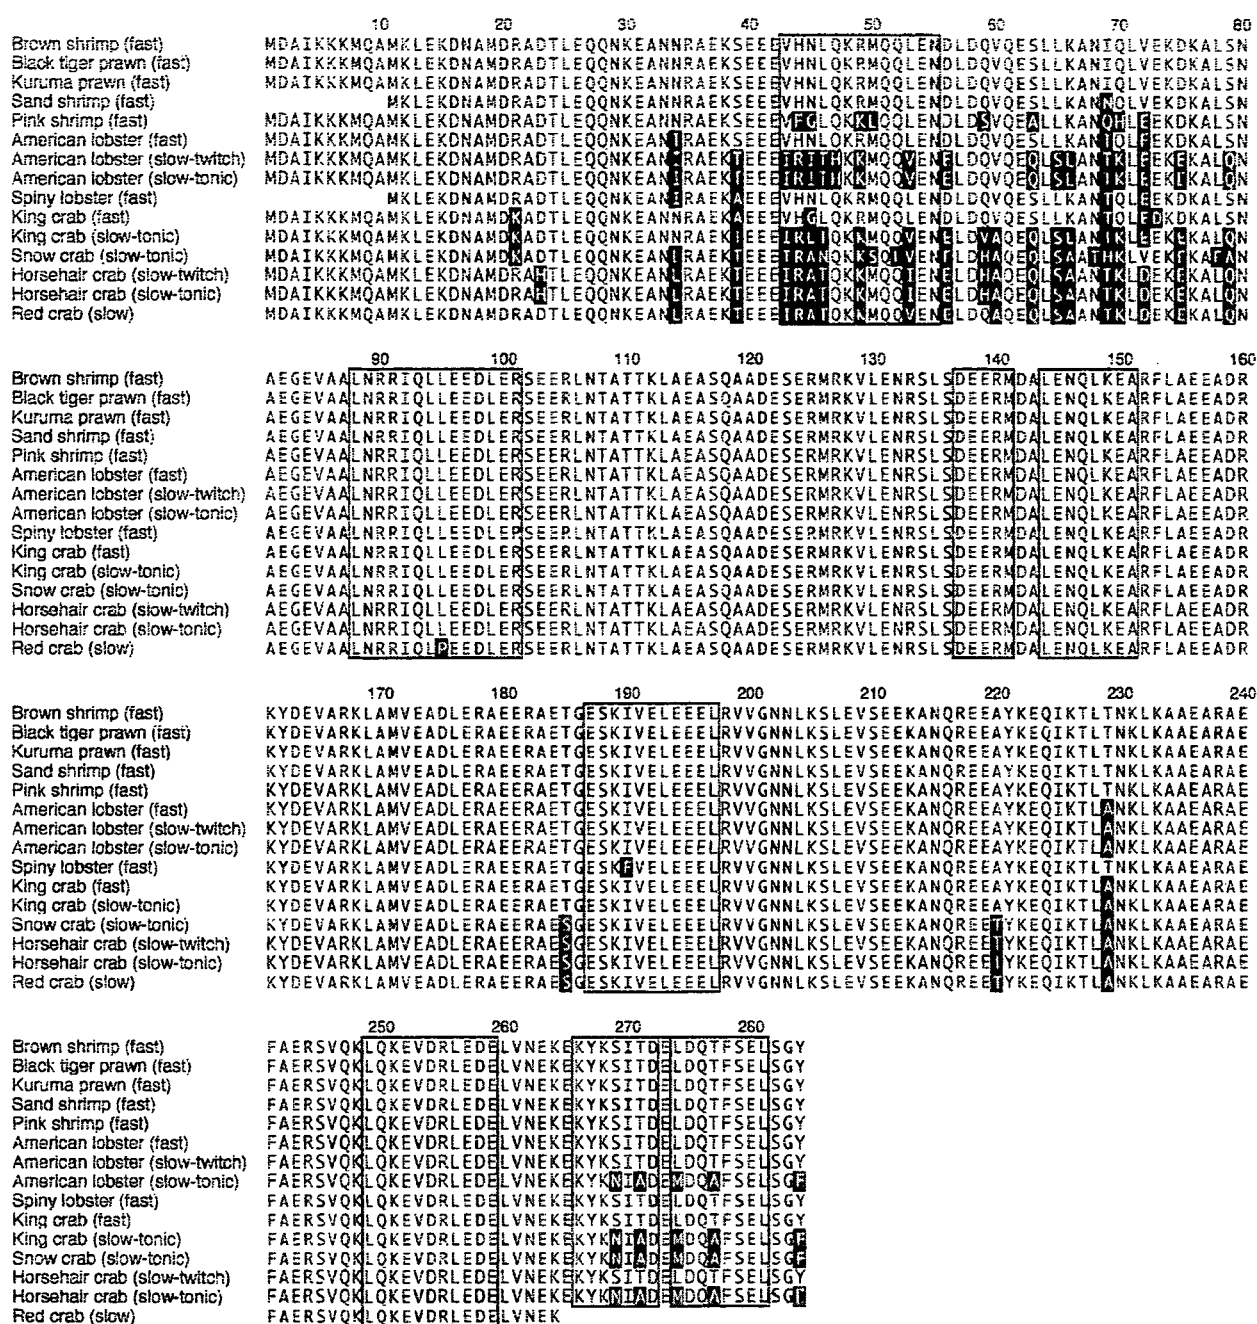 10 20 30 40 50 60 70 80
Brown shrimp (fast) MDAIKKKMQAMKLEKDNAMDRADTLEQQNKEANNRAEKSEEEVHNLQKRMQQLENDLDQVQESLLKANIQLVEKDKALSN
Black tiger prawn (fast) MDAIKKKMQAMKLEKDNAMDRADTLEQQNKEANNRAEKSEEEVHNLQKRMQQLENDLDQVQESLLKANIQLVEKDKALSN
Kuruma prawn (fast) MDAIKKKMQAMKLEKDNAMDRADTLEQQNKEANNRAEKSEEEVHNLQKRMQQLENDLDQVQESLLKANIQLVEKDKALSN
Sand shrimp (fast) MKLEKDNAMDRADTLEQQNKEANNRAEKSEEEVHNLQKRMQQLENDLDQVQESLLKANNQLVEKDKALSN
Pink shrimp (fast) MDAIKKKMQAMKLEKDNAMDRADTLEQQNKEANNRAEKSEEEVFGLQKKLQQLENDLDSVQEALLKANQHLEEKDKALSN
American lobster (fast) MDAIKKKMQAMKLEKDNAMDRADTLEQQNKEANIRAEKSEEEVHNLQKRMQQLENDLDQVQESLLKANTQLEEKDKALSN
American lobster (slow-twitch) MDAIKKKMQAMKLEKDNAMDRADTLEQQNKEANIRAEKTEEEIRITHKKMQQVENELDQVQEQLSLANTKLEEKEKALQN
American lobster (slow-tonic) MDAIKKKMQAMKLEKDNAMDRADTLEQQNKEANIRAEKTEEEIRITHKKMQQVENELDQVQEQLSLANTKLEEKEKALQN
Spiny lobster (fast) MKLEKDNAMDRADTLEQQNKEANIRAEKAEEEVHNLQKRMQQLENDLDQVQESLLKANTQLEEKDKALSN
King crab (fast) MDAIKKKMQAMKLEKDNAMDKADTLEQQNKEANNRAEKAEEEVHGLQKRMQQLENDLDQVQESLLKANTQLEDKDKALSN
King crab (slow-tonic) MDAIKKKMQAMKLEKDNAMDKADTLEQQNKEANNRAEKTEEEIRLTQKKMQQVENELDVAQEQLSLANTKLEEKEKALQN
Snow crab (slow-tonic) MDAIKKKMQAMKLEKDNAMDKADTLEQQNKEANLRAEKTEEEIRANQKKSQLVENELDHAQEQLSAATHKLVEKEKAFAN
Horsehair crab (slow-twitch) MDAIKKKMQAMKLEKDNAMDRAHTLEQQNKEANLRAEKTEEEIRATQKKMQQIENELDHAQEQLSAANTKLDEKEKALQN
Horsehair crab (slow-tonic) MDAIKKKMQAMKLEKDNAMDRAHTLEQQNKEANLRAEKTEEEIRATQKKMQQIENELDHAQEQLSAANTKLDEKEKALQN
Red crab (slow) MDAIKKKMQAMKLEKDNAMDRADTLEQQNKEANLRAEKTEEEIRATQKKMQQVENELDQAQEQLSAANTKLDEKEKALQN
90 100 110 120 130 140 150 160
Brown shrimp (fast) AEGEVAALNRRIQLLEEDLERSEERLNTATTKLAEASQAADESERMRKVLENRSLSDEERMDALENQLKEARFLAEEADR
Black tiger prawn (fast) AEGEVAALNRRIQLLEEDLERSEERLNTATTKLAEASQAADESERMRKVLENRSLSDEERMDALENQLKEARFLAEEADR
Kuruma prawn (fast) AEGEVAALNRRIQLLEEDLERSEERLNTATTKLAEASQAADESERMRKVLENRSLSDEERMDALENQLKEARFLAEEADR
Sand shrimp (fast) AEGEVAALNRRIQLLEEDLERSEERLNTATTKLAEASQAADESERMRKVLENRSLSDEERMDALENQLKEARFLAEEADR
Pink shrimp (fast) AEGEVAALNRRIQLLEEDLERSEERLNTATTKLAEASQAADESERMRKVLENRSLSDEERMDALENQLKEARFLAEEADR
American lobster (fast) AEGEVAALNRRIQLLEEDLERSEERLNTATTKLAEASQAADESERMRKVLENRSLSDEERMDALENQLKEARFLAEEADR
American lobster (slow-twitch) AEGEVAALNRRIQLLEEDLERSEERLNTATTKLAEASQAADESERMRKVLENRSLSDEERMDALENQLKEARFLAEEADR
American lobster (slow-tonic) AEGEVAALNRRIQLLEEDLERSEERLNTATTKLAEASQAADESERMRKVLENRSLSDEERMDALENQLKEARFLAEEADR
Spiny lobster (fast) AEGEVAALNRRIQLLEEDLERSEERLNTATTKLAEASQAADESERMRKVLENRSLSDEERMDALENQLKEARFLAEEADR
King crab (fast) AEGEVAALNRRIQLLEEDLERSEERLNTATTKLAEASQAADESERMRKVLENRSLSDEERMDALENQLKEARFLAEEADR
King crab (slow-tonic) AEGEVAALNRRIQLLEEDLERSEERLNTATTKLAEASQAADESERMRKVLENRSLSDEERMDALENQLKEARFLAEEADR
Snow crab (slow-tonic) AEGEVAALNRRIQLLEEDLERSEERLNTATTKLAEASQAADESERMRKVLENRSLSDEERMDALENQLKEARFLAEEADR
Horsehair crab (slow-twitch) AEGEVAALNRRIQLLEEDLERSEERLNTATTKLAEASQAADESERMRKVLENRSLSDEERMDALENQLKEARFLAEEADR
Horsehair crab (slow-tonic) AEGEVAALNRRIQLLEEDLERSEERLNTATTKLAEASQAADESERMRKVLENRSLSDEERMDALENQLKEARFLAEEADR
Red crab (slow) AEGEVAALNRRIQLPEEDLERSEERLNTATTKLAEASQAADESERMRKVLENRSLSDEERMDALENQLKEARFLAEEADR
170 180 190 200 210 220 230 240
Brown shrimp (fast) KYDEVARKLAMVEADLERAEERAETGESKIVELEEELRVVGNNLKSLEVSEEKANQREEAYKEQIKTLTNKLKAAEARAE
Black tiger prawn (fast) KYDEVARKLAMVEADLERAEERAETGESKIVELEEELRVVGNNLKSLEVSEEKANQREEAYKEQIKTLTNKLKAAEARAE
Kuruma prawn (fast) KYDEVARKLAMVEADLERAEERAETGESKIVELEEELRVVGNNLKSLEVSEEKANQREEAYKEQIKTLTNKLKAAEARAE
Sand shrimp (fast) KYDEVARKLAMVEADLERAEERAETGESKIVELEEELRVVGNNLKSLEVSEEKANQREEAYKEQIKTLTNKLKAAEARAE
Pink shrimp (fast) KYDEVARKLAMVEADLERAEERAETGESKIVELEEELRVVGNNLKSLEVSEEKANQREEAYKEQIKTLTNKLKAAEARAE
American lobster (fast) KYDEVARKLAMVEADLERAEERAETGESKIVELEEELRVVGNNLKSLEVSEEKANQREEAYKEQIKTLANKLKAAEARAE
American lobster (slow-twitch) KYDEVARKLAMVEADLERAEERAETGESKIVELEEELRVVGNNLKSLEVSEEKANQREEAYKEQIKTLANKLKAAEARAE
American lobster (slow-tonic) KYDEVARKLAMVEADLERAEERAETGESKIVELEEELRVVGNNLKSLEVSEEKANQREEAYKEQIKTLANKLKAAEARAE
Spiny lobster (fast) KYDEVARKLAMVEADLERAEERAETGESKFVELEEELRVVGNNLKSLEVSEEKANQREEAYKEQIKTLTNKLKAAEARAE
King crab (fast) KYDEVARKLAMVEADLERAEERAETGESKIVELEEELRVVGNNLKSLEVSEEKANQREEAYKEQIKTLANKLKAAEARAE
King crab (slow-tonic) KYDEVARKLAMVEADLERAEERAETGESKIVELEEELRVVGNNLKSLEVSEEKANQREEAYKEQIKTLANKLKAAEARAE
Snow crab (slow-tonic) KYDEVARKLAMVEADLERAEERAESGESKIVELEEELRVVGNNLKSLEVSEEKANQREETYKEQIKTLANKLKAAEARAE
Horsehair crab (slow-twitch) KYDEVARKLAMVEADLERAEERAESGESKIVELEEELRVVGNNLKSLEVSEEKANQREETYKEQIKTLANKLKAAEARAE
Horsehair crab (slow-tonic) KYDEVARKLAMVEADLERAEERAESGESKIVELEEELRVVGNNLKSLEVSEEKANQREETYKEQIKTLANKLKAAEARAE
Red crab (slow) KYDEVARKLAMVEADLERAEERAESGESKIVELEEELRVVGNNLKSLEVSEEKANQREETYKEQIKTLANKLKAAEARAE
250 260 270 280
Brown shrimp (fast) FAERSVQKLQKEVDRLEDELVNEKEKYKSITDELDQTFSELSGY
Black tiger prawn (fast) FAERSVQKLQKEVDRLEDELVNEKEKYKSITDELDQTFSELSGY
Kuruma prawn (fast) FAERSVQKLQKEVDRLEDELVNEKEKYKSITDELDQTFSELSGY
Sand shrimp (fast) FAERSVQKLQKEVDRLEDELVNEKEKYKSITDELDQTFSELSGY
Pink shrimp (fast) FAERSVQKLQKEVDRLEDELVNEKEKYKSITDELDQTFSELSGY
American lobster (fast) FAERSVQKLQKEVDRLEDELVNEKEKYKSITDELDQTFSELSGY
American lobster (slow-twitch) FAERSVQKLQKEVDRLEDELVNEKEKYKSITDELDQTFSELSGY
American lobster (slow-tonic) FAERSVQKLQKEVDRLEDELVNEKEKYKNIADEMDQAFSELSGF
Spiny lobster (fast) FAERSVQKLQKEVDRLEDELVNEKEKYKSITDELDQTFSELSGY
King crab (fast) FAERSVQKLQKEVDRLEDELVNEKEKYKSITDELDQTFSELSGY
King crab (slow-tonic) FAERSVQKLQKEVDRLEDELVNEKEKYKNIADEMDQAFSELSGF
Snow crab (slow-tonic) FAERSVQKLQKEVDRLEDELVNEKEKYKNIADEMDQAFSELSGF
Horsehair crab (slow-twitch) FAERSVQKLQKEVDRLEDELVNEKEKYKSITDELDQTFSELSGY
Horsehair crab (slow-tonic) FAERSVQKLQKEVDRLEDELVNEKEKYKNIADEMDQAFSELSGF
Red crab (slow) FAERSVQKLQKEVDRLEDELVNEK